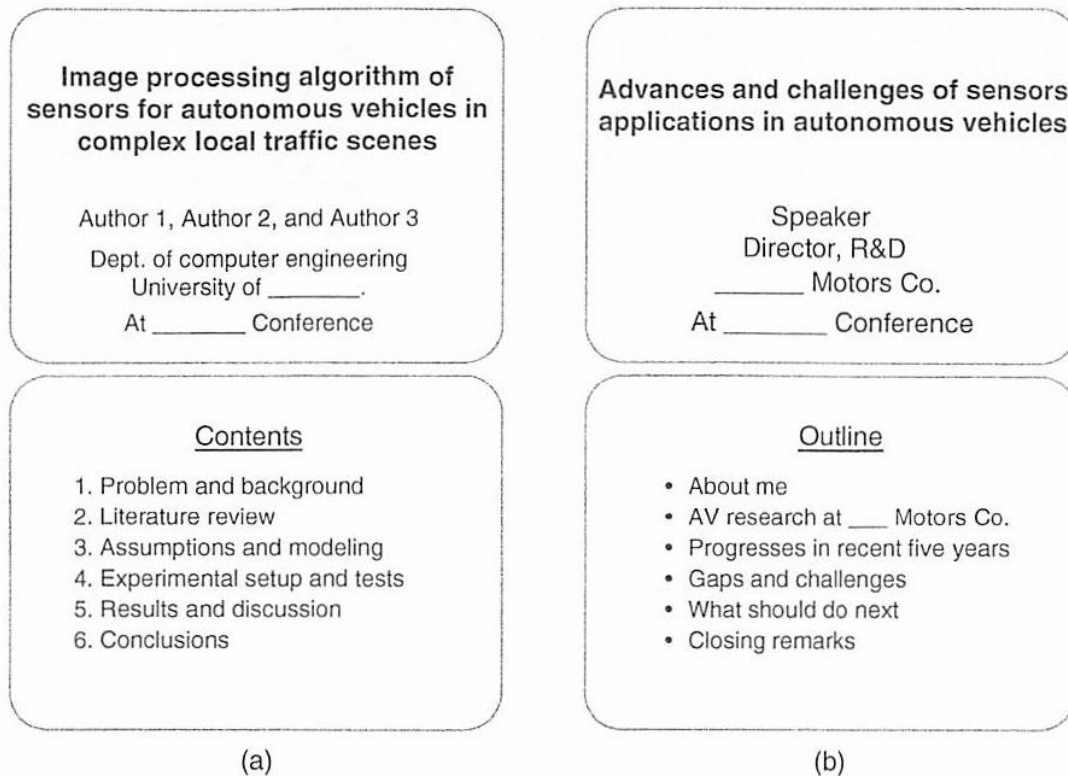 Image processing algorithm of
sensors for autonomous vehicles in
complex local traffic scenes
Author 1, Author 2, and Author 3
Dept. of computer engineering
University of ________.
At ________ Conference
Contents
1. Problem and background
2. Literature review
3. Assumptions and modeling
4. Experimental setup and tests
5. Results and discussion
6. Conclusions
(a)
Advances and challenges of sensors
applications in autonomous vehicles
Speaker
Director, R&D
________ Motors Co.
At ________ Conference
Outline
• About me
• AV research at ___ Motors Co.
• Progresses in recent five years
• Gaps and challenges
• What should do next
• Closing remarks
(b)